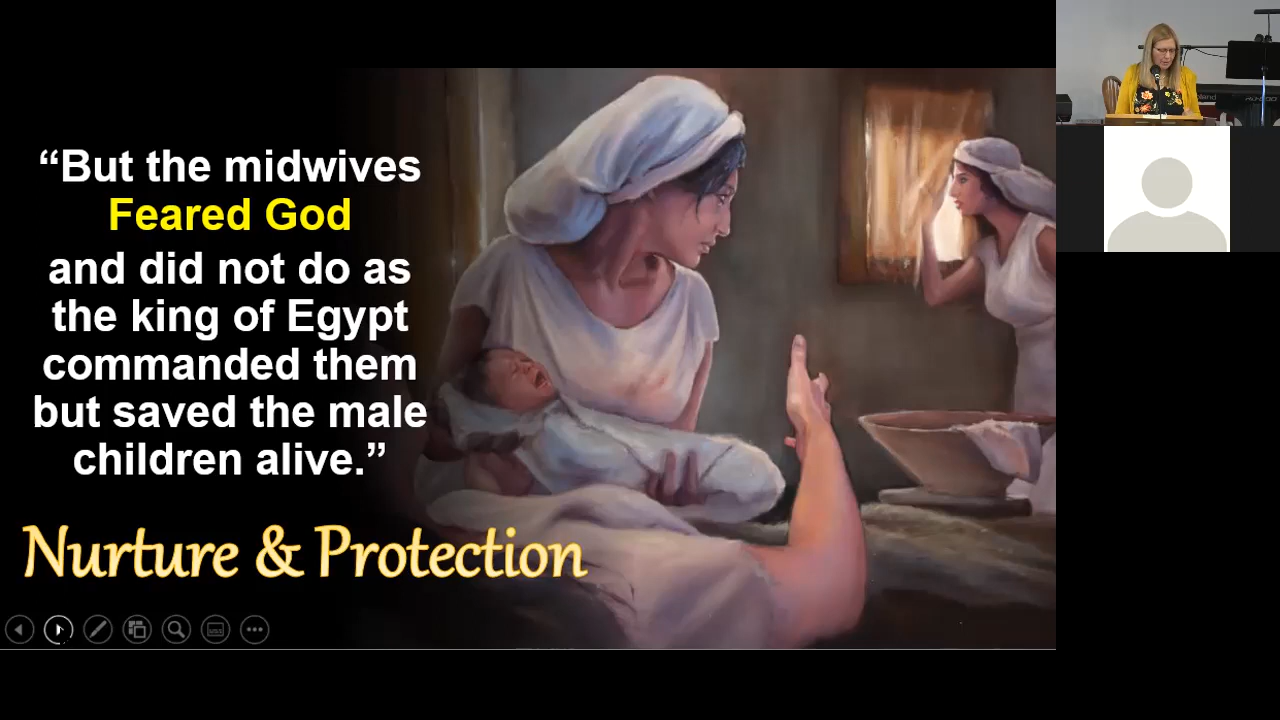 “But the midwives
Feared God
and did not do as
the king of Egypt
commanded them
but saved the male
children alive.”
Nurture & Protection